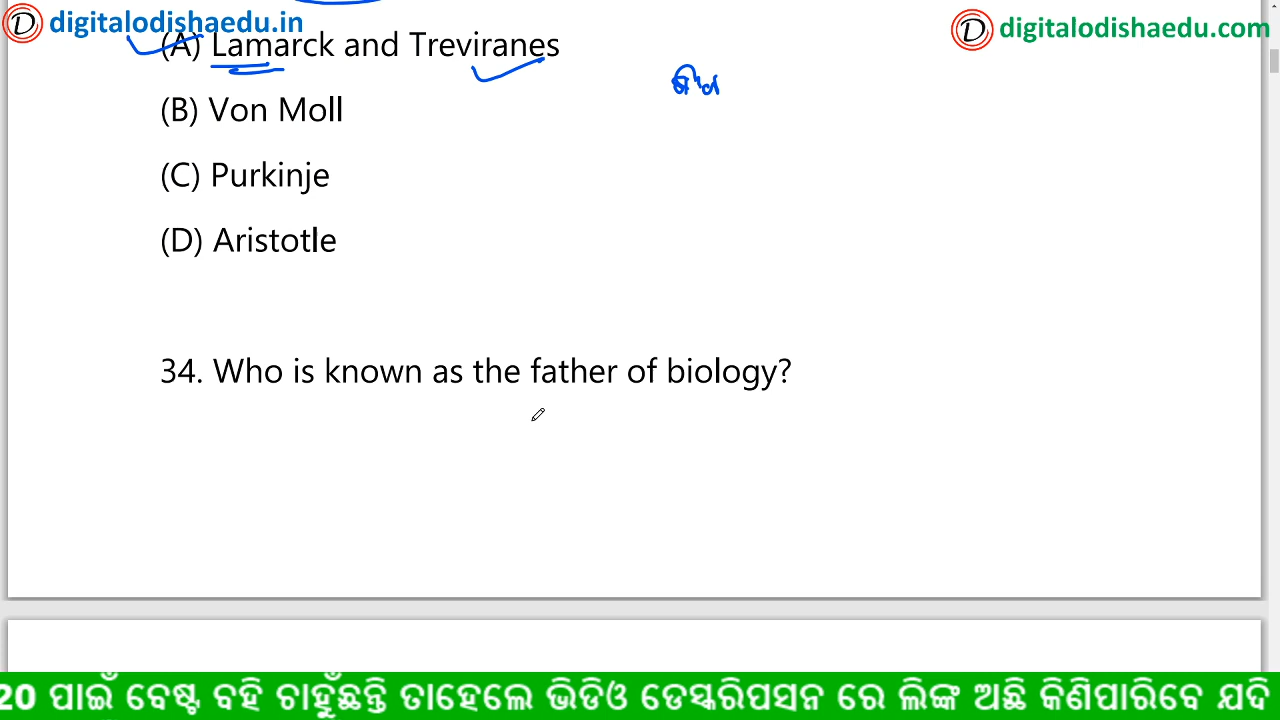 digitalodishaedu.in
digitalodishaedu.com
(A) Lamarck and Treviranes
(B) Von Moll
(C) Purkinje
(D) Aristotle
34. Who is known as the father of biology?
20 ପାଇଁ ବେଷ୍ଟ ବହି ଚାହୁଁଛନ୍ତି ତାହେଲେ ଭିଡିଓ ଡେସ୍କରିପସନ ରେ ଲିଙ୍କ ଅଛି କିଣିପାରିବେ ଯଦି